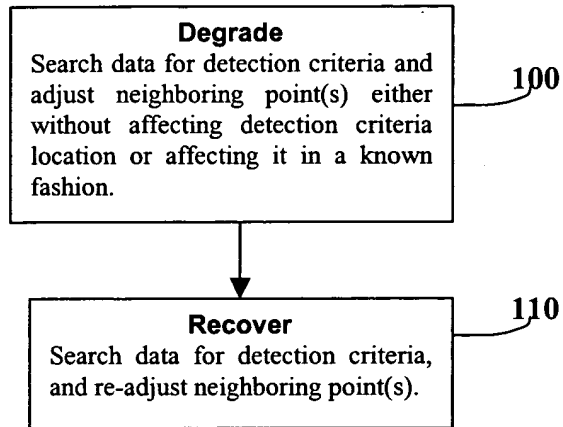 Degrade
Search data for detection criteria and
adjust neighboring point(s) either
without affecting detection criteria
location or affecting it in a known
fashion.
100
Recover
Search data for detection criteria,
and re-adjust neighboring point(s).
110